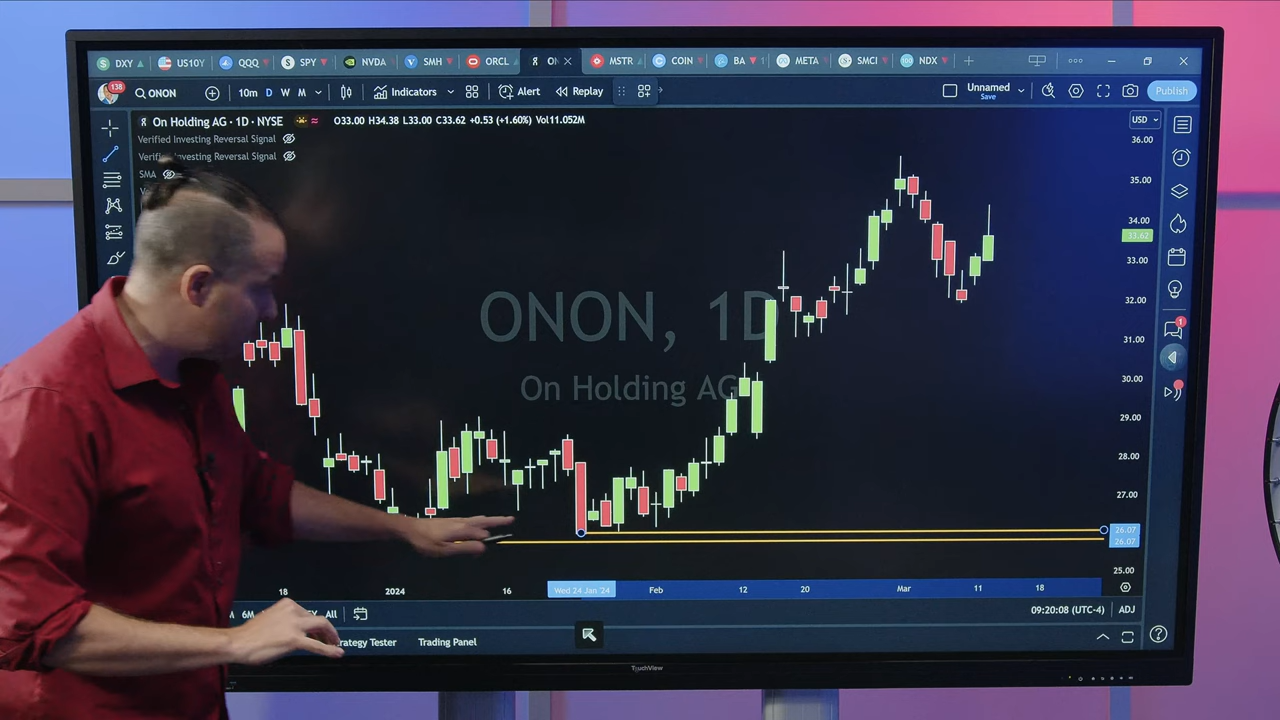 DXY US10Y QQQ SPY NVDA SMH ORCL MSTR COIN BA 1 META SMCI NDX
138 ONON 10m D W M Indicators Alert Replay Unnamed Save Publish
On Holding AG · 1D · NYSE O33.00 H34.38 L33.00 C33.62 +0.53 (+1.60%) Vol11.052M
USD
Verified Investing Reversal Signal
Investing Reversal Signal
SMA
36.00
35.00
34.00
33.62
33.00
32.00
31.00
30.00
29.00
28.00
27.00
26.07
26.07
25.00
ONON, 1D
On Holding AG
1
18 2024 16 Wed 24 Jan '24 Feb 12 20 Mar 11 18
6M All 09:20:08 (UTC-4) ADJ
rategy Tester Trading Panel
TouchView